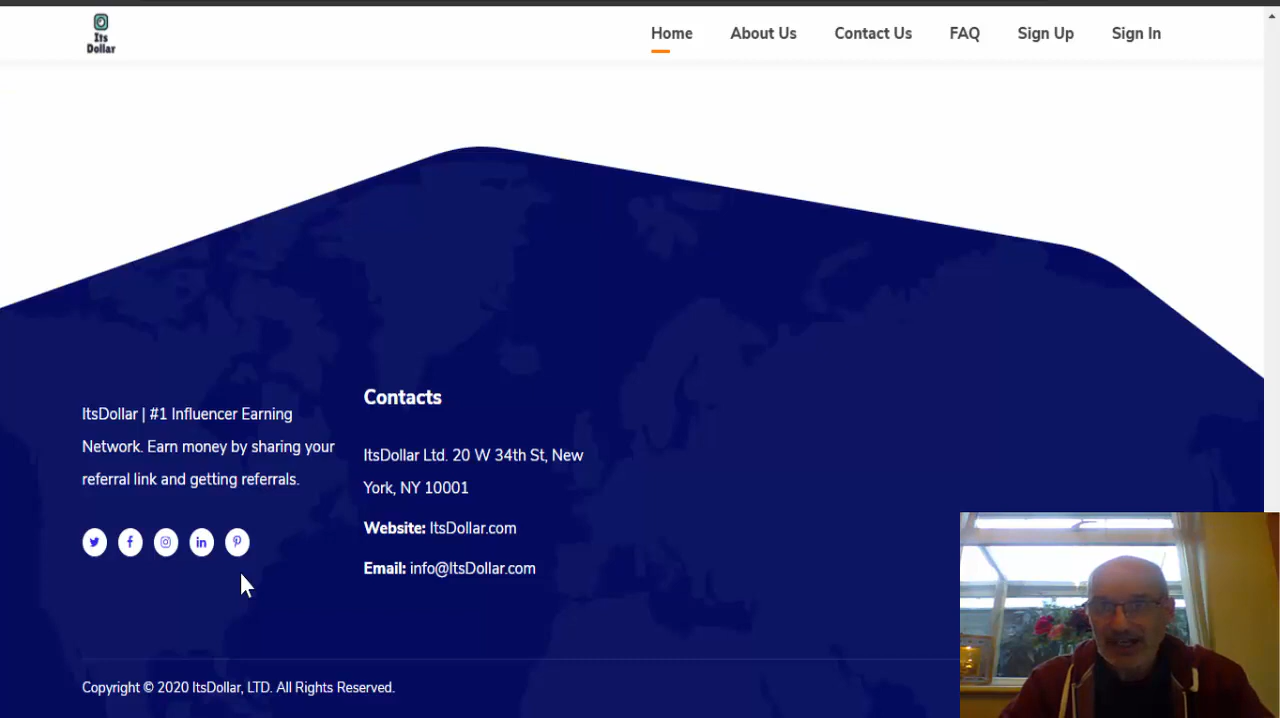 Its
Dollar
Home About Us Contact Us FAQ Sign Up Sign In
ItsDollar | #1 Influencer Earning
Network. Earn money by sharing your
referral link and getting referrals.
Contacts
ItsDollar Ltd. 20 W 34th St, New
York, NY 10001
Website: ItsDollar.com
Email: info@ItsDollar.com
Copyright © 2020 ItsDollar, LTD. All Rights Reserved.